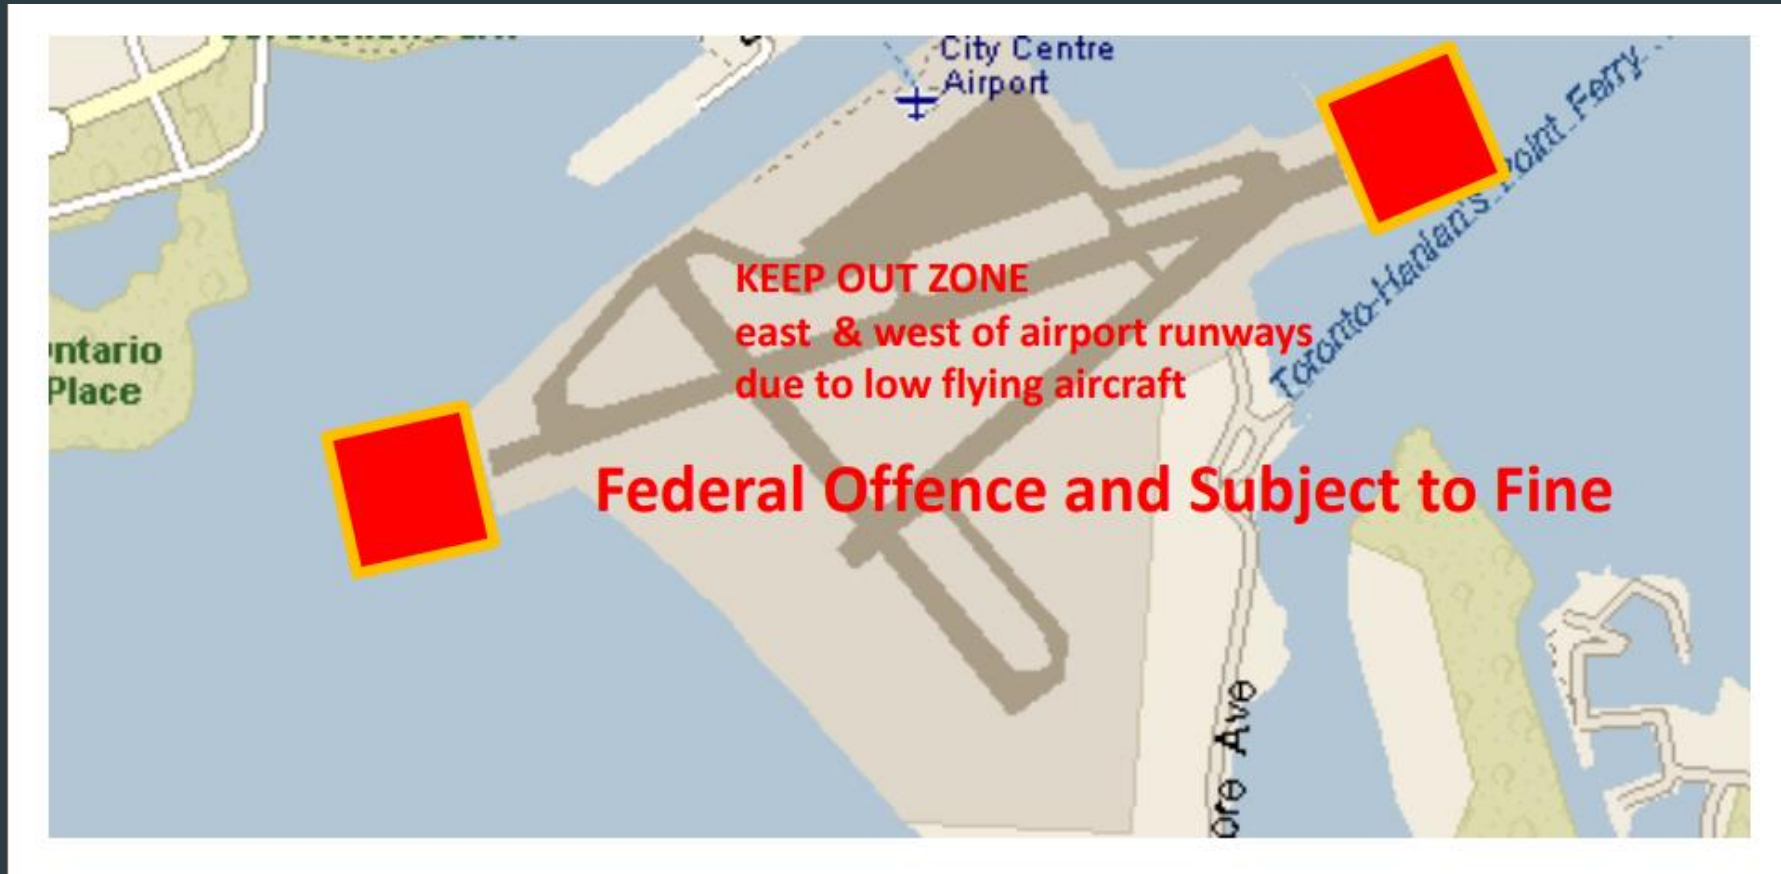 City Centre
Airport
Toronto-Hanlan's Point Ferry
KEEP OUT ZONE
east & west of airport runways
due to low flying aircraft
ntario
Place
Federal Offence and Subject to Fine
ore Ave